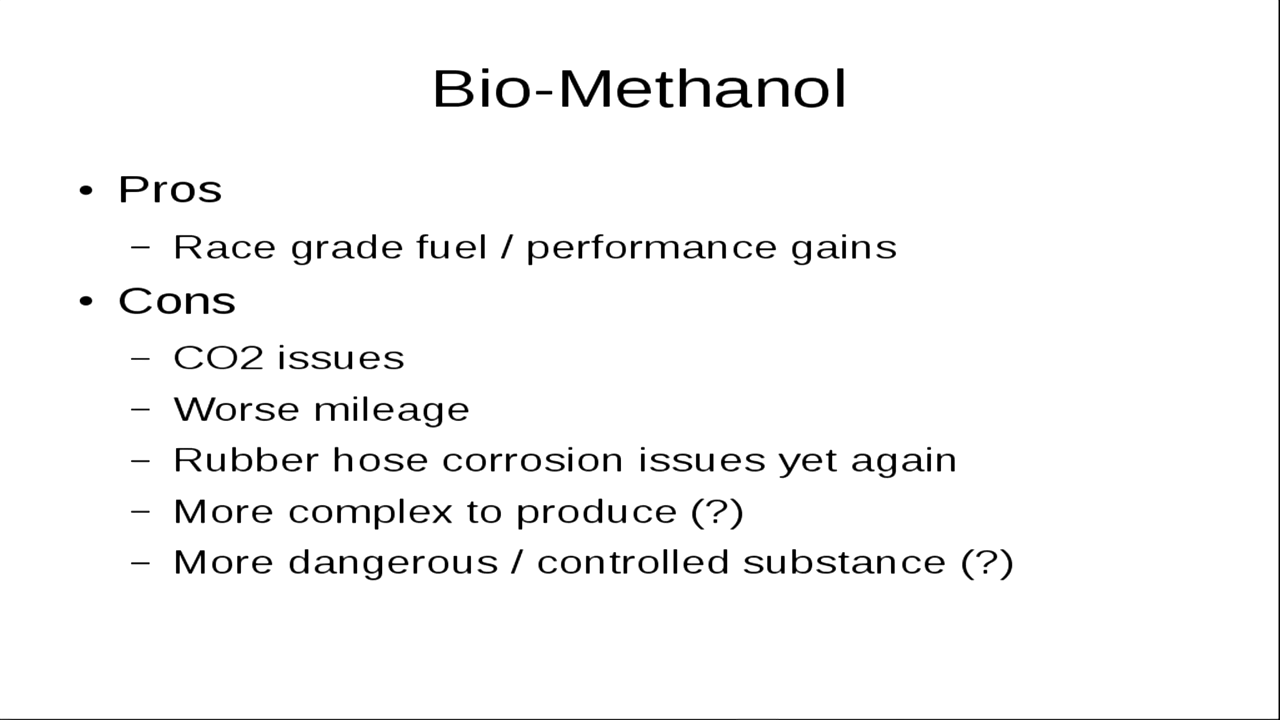 Bio-Methanol
• Pros
– Race grade fuel / performance gains
• Cons
– CO2 issues
– Worse mileage
– Rubber hose corrosion issues yet again
– More complex to produce (?)
– More dangerous / controlled substance (?)